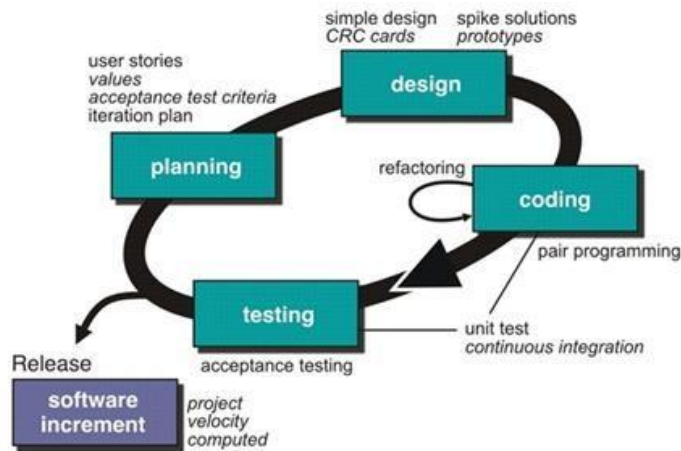 simple design
CRC cards
spike solutions
prototypes
design
user stories
values
acceptance test criteria
iteration plan
planning
refactoring
coding
pair programming
testing
unit test
continuous integration
acceptance testing
Release
software
increment
project
velocity
computed